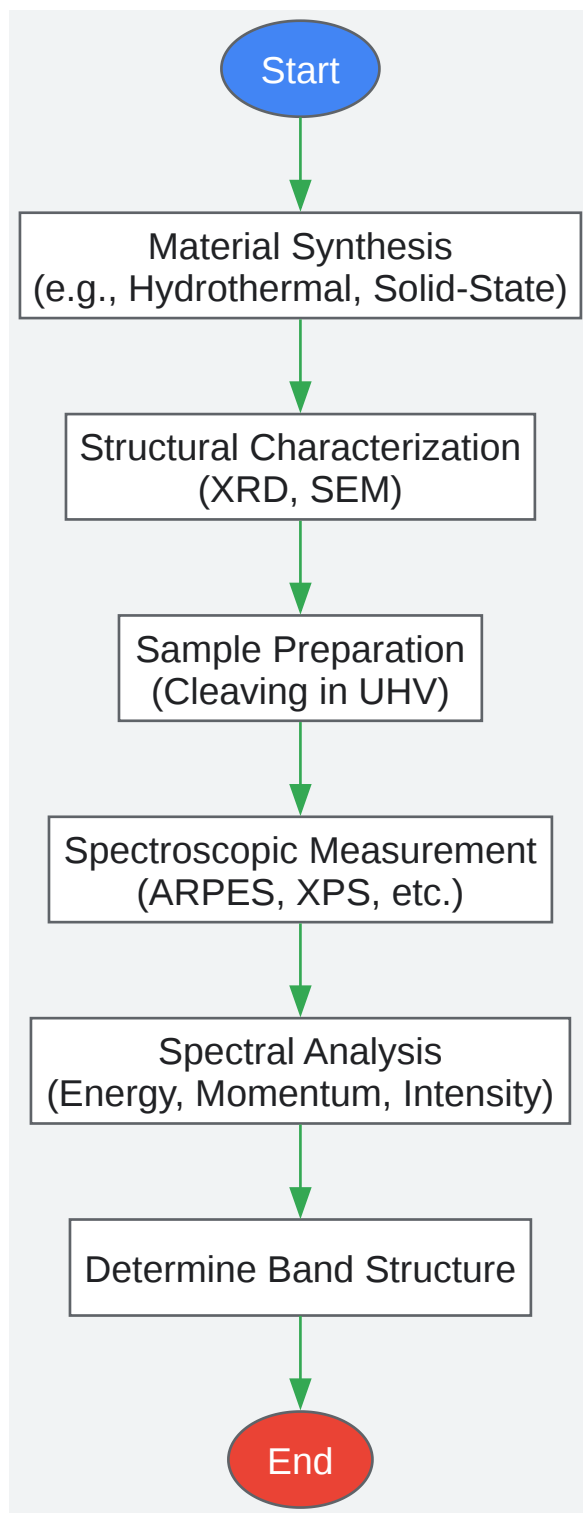 Start
Material Synthesis
(e.g., Hydrothermal, Solid-State)
Structural Characterization
(XRD, SEM)
Sample Preparation
(Cleaving in UHV)
Spectroscopic Measurement
(ARPES, XPS, etc.)
Spectral Analysis
(Energy, Momentum, Intensity)
Determine Band Structure
End